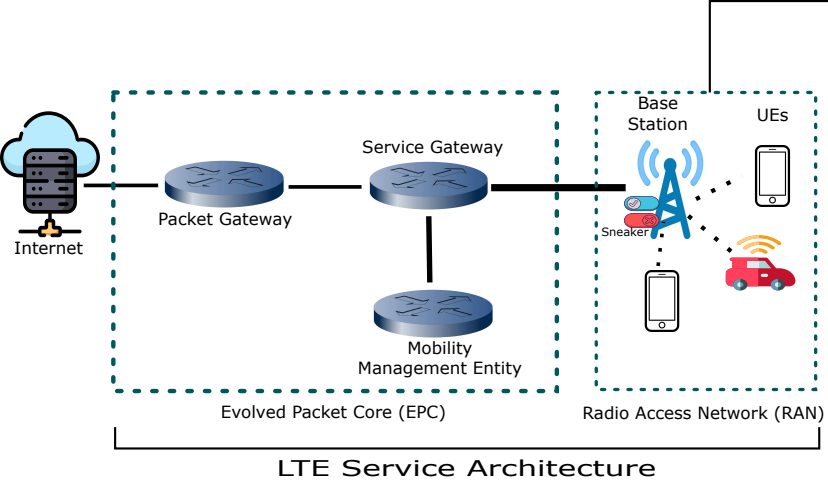 Base
Station
UEs
Service Gateway
Packet Gateway
Internet
Sneaker
Mobility
Management Entity
Evolved Packet Core (EPC)
Radio Access Network (RAN)
LTE Service Architecture